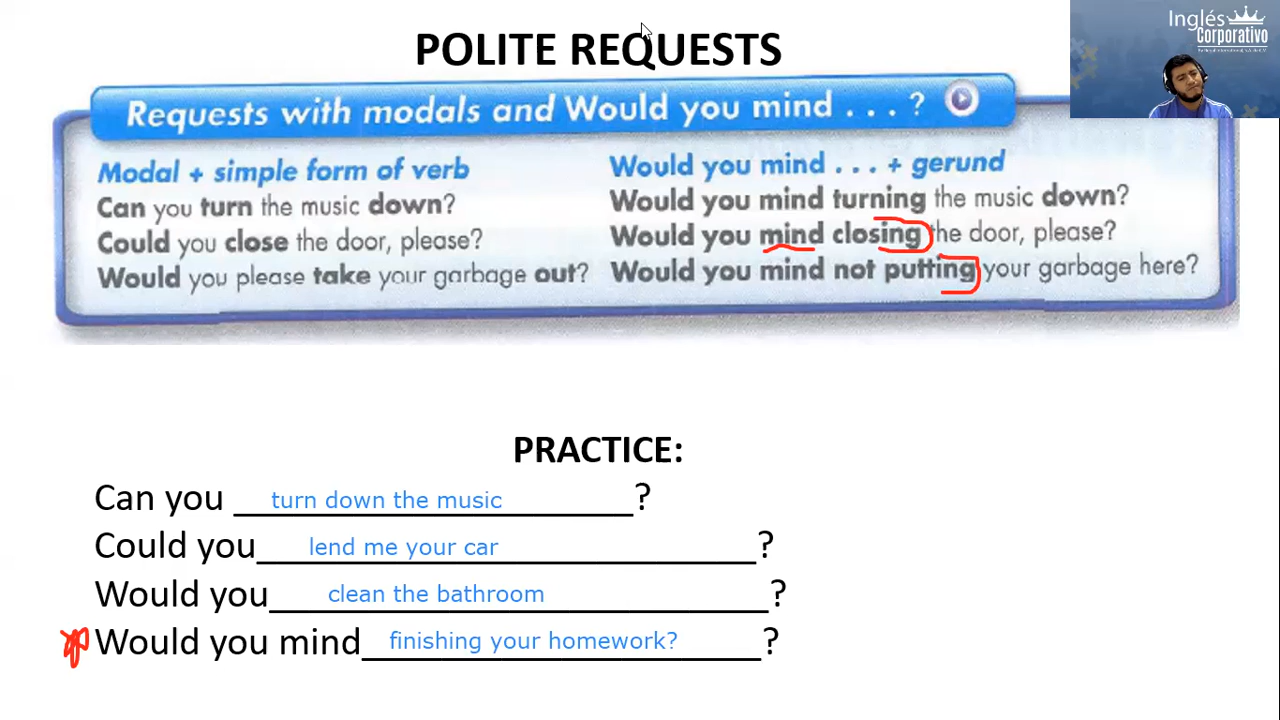 POLITE REQUESTS
Inglés
Corporativo
Requests with modals and Would you mind . . . ?
Modal + simple form of verb
Can you turn the music down?
Could you close the door, please?
Would you please take your garbage out?
Would you mind . . . + gerund
Would you mind turning the music down?
Would you mind closing the door, please?
Would you mind not putting your garbage here?
PRACTICE:
Can you turn down the music?
Could you lend me your car?
Would you clean the bathroom?
Would you mind finishing your homework? ?